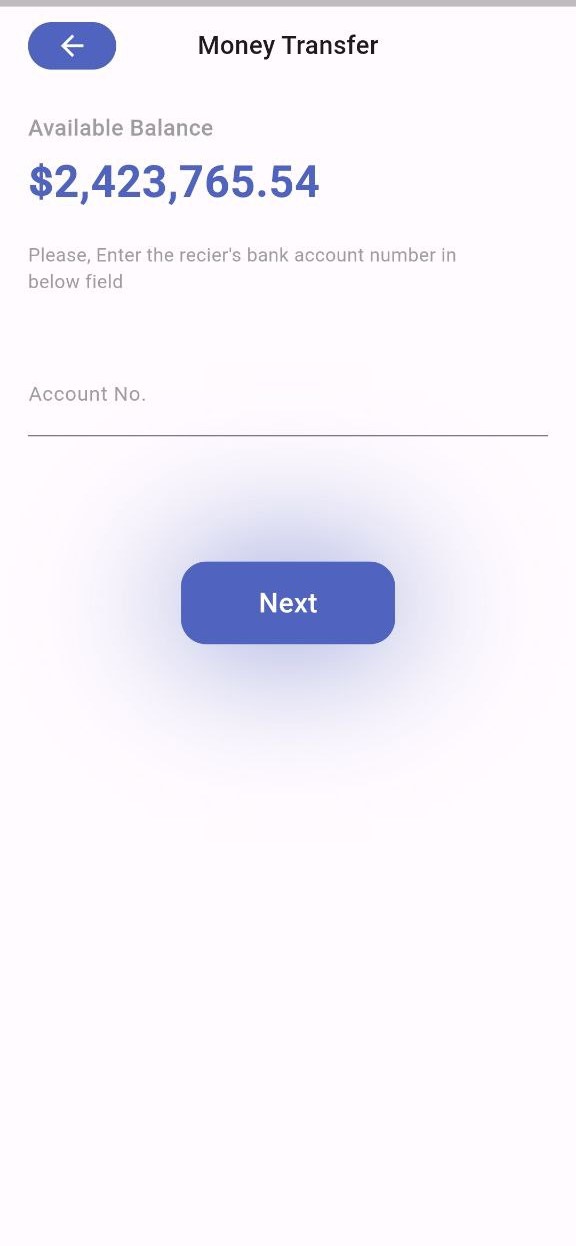 Money Transfer
Available Balance
$2,423,765.54
Please, Enter the recier's bank account number in
below field
Account No.
Next